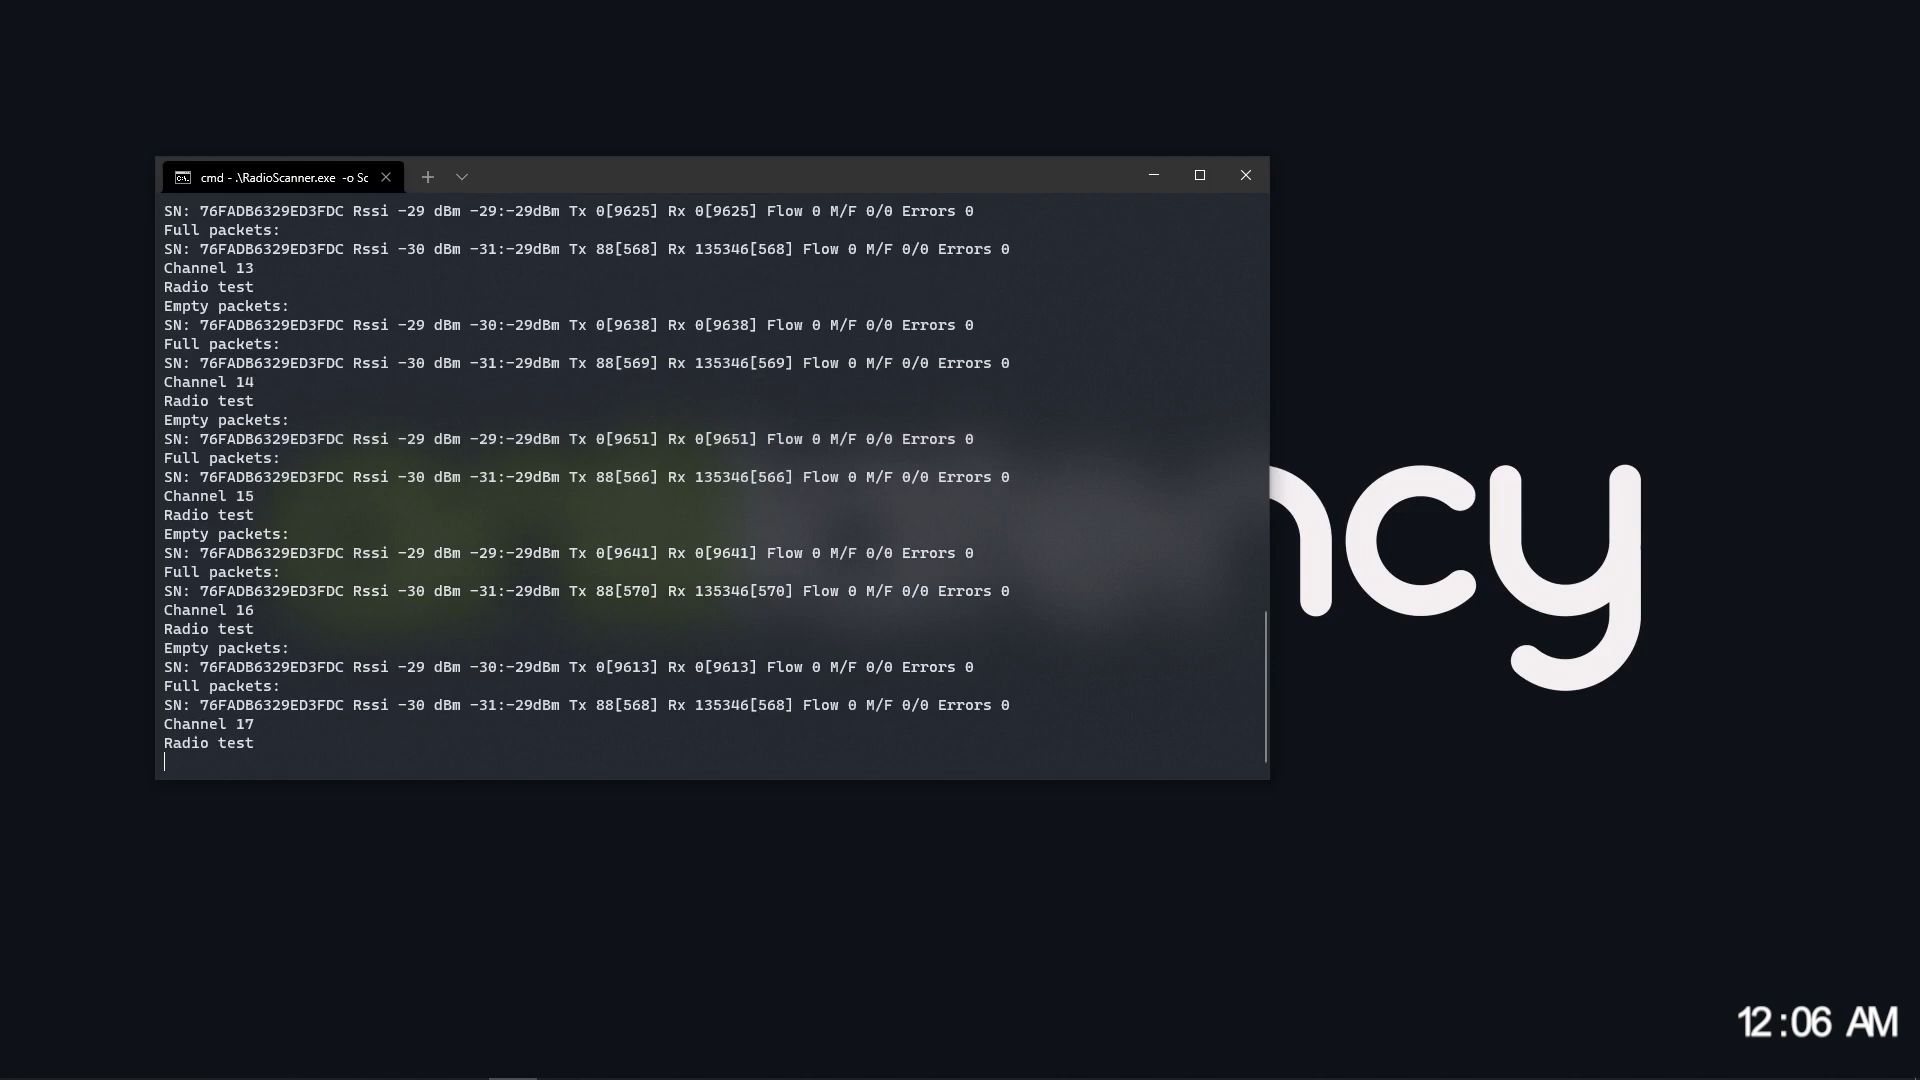 cmd - .\RadioScanner.exe -o Sc
SN: 76FADB6329ED3FDC Rssi -29 dBm -29:-29dBm Tx 0[9625] Rx 0[9625] Flow 0 M/F 0/0 Errors 0
Full packets:
SN: 76FADB6329ED3FDC Rssi -30 dBm -31:-29dBm Tx 88[568] Rx 135346[568] Flow 0 M/F 0/0 Errors 0
Channel 13
Radio test
Empty packets:
SN: 76FADB6329ED3FDC Rssi -29 dBm -30:-29dBm Tx 0[9638] Rx 0[9638] Flow 0 M/F 0/0 Errors 0
Full packets:
SN: 76FADB6329ED3FDC Rssi -30 dBm -31:-29dBm Tx 88[569] Rx 135346[569] Flow 0 M/F 0/0 Errors 0
Channel 14
Radio test
Empty packets:
SN: 76FADB6329ED3FDC Rssi -29 dBm -29:-29dBm Tx 0[9651] Rx 0[9651] Flow 0 M/F 0/0 Errors 0
Full packets:
SN: 76FADB6329ED3FDC Rssi -30 dBm -31:-29dBm Tx 88[566] Rx 135346[566] Flow 0 M/F 0/0 Errors 0
Channel 15
Radio test
Empty packets:
SN: 76FADB6329ED3FDC Rssi -29 dBm -29:-29dBm Tx 0[9641] Rx 0[9641] Flow 0 M/F 0/0 Errors 0
Full packets:
SN: 76FADB6329ED3FDC Rssi -30 dBm -31:-29dBm Tx 88[570] Rx 135346[570] Flow 0 M/F 0/0 Errors 0
Channel 16
Radio test
Empty packets:
SN: 76FADB6329ED3FDC Rssi -29 dBm -30:-29dBm Tx 0[9613] Rx 0[9613] Flow 0 M/F 0/0 Errors 0
Full packets:
SN: 76FADB6329ED3FDC Rssi -30 dBm -31:-29dBm Tx 88[568] Rx 135346[568] Flow 0 M/F 0/0 Errors 0
Channel 17
Radio test
ncy
12:06 AM